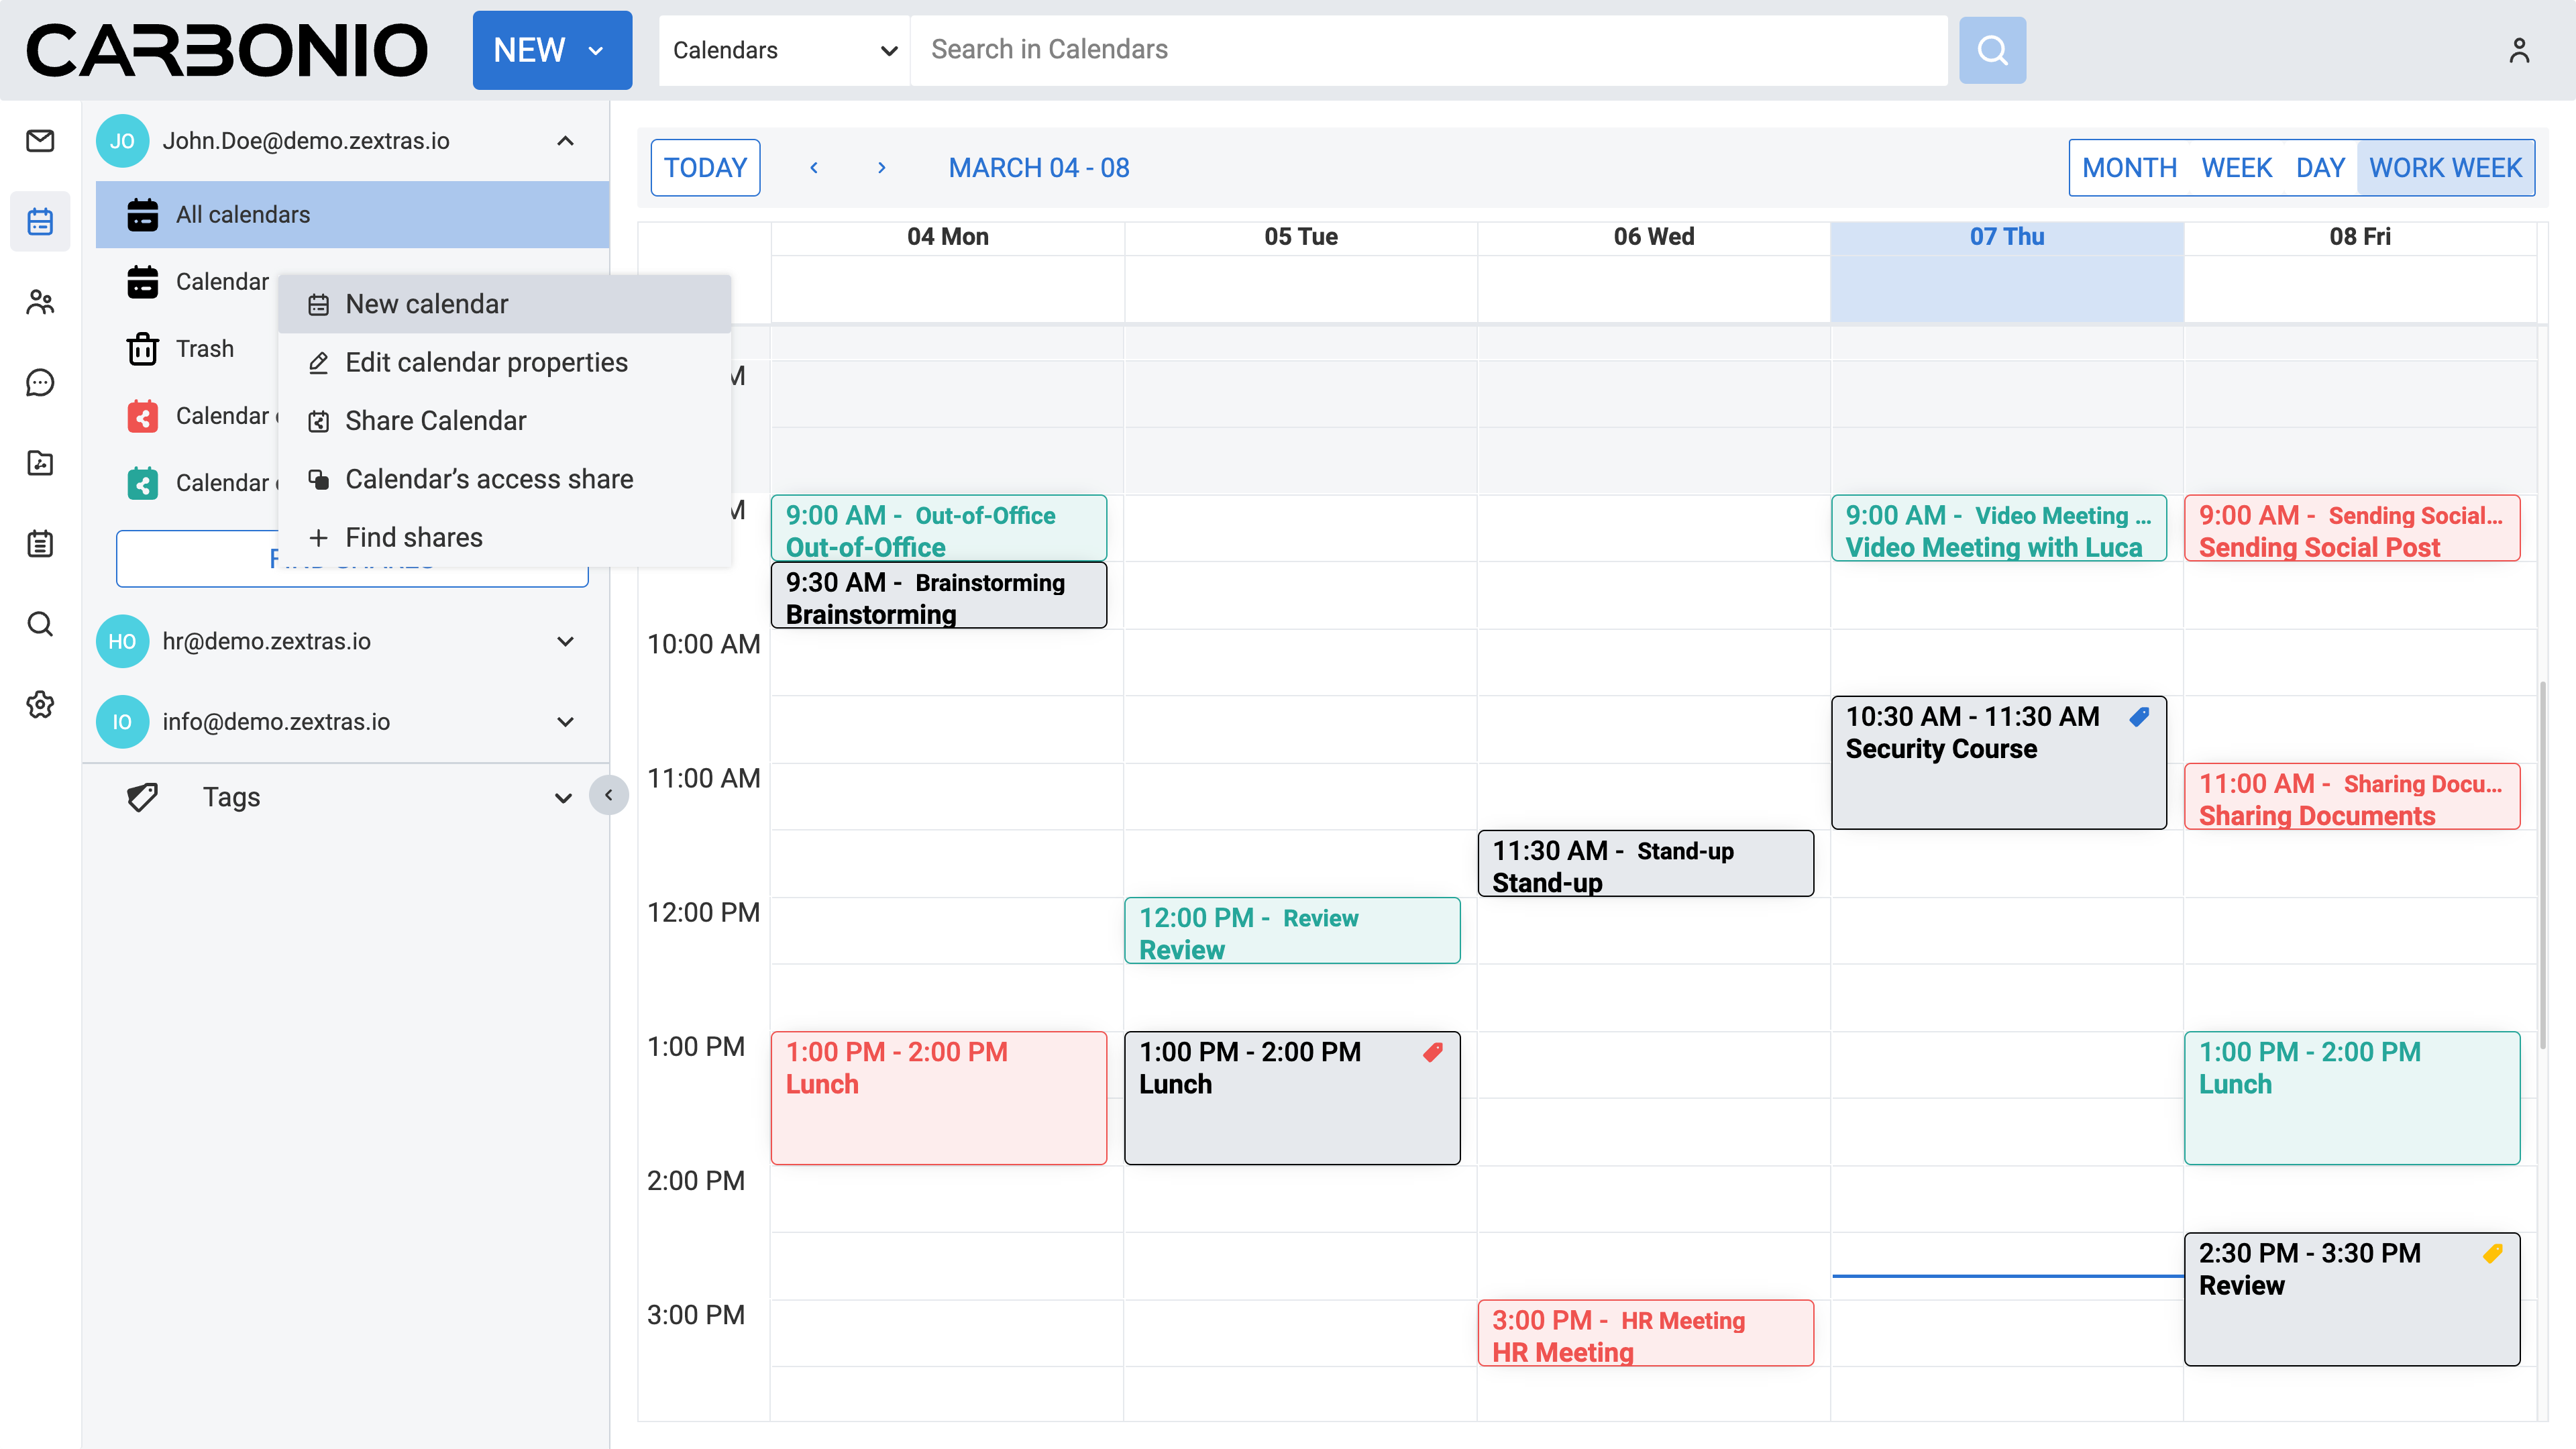 CARBONIO
NEW
Calendars
Search in Calendars
JO John.Doe@demo.zextras.io
All calendars
Calendar
Trash
Calendar
Calendar
New calendar
Edit calendar properties
Share Calendar
Calendar’s access share
Find shares
HO hr@demo.zextras.io
IO info@demo.zextras.io
Tags
TODAY
MARCH 04 - 08
MONTH WEEK DAY WORK WEEK
04 Mon 05 Tue 06 Wed 07 Thu 08 Fri
9:00 AM - Out-of-Office
Out-of-Office
9:00 AM - Video Meeting ...
Video Meeting with Luca
9:00 AM - Sending Social...
Sending Social Post
9:30 AM - Brainstorming
Brainstorming
10:00 AM
10:30 AM - 11:30 AM
Security Course
11:00 AM
11:00 AM - Sharing Docu...
Sharing Documents
11:30 AM - Stand-up
Stand-up
12:00 PM
12:00 PM - Review
Review
1:00 PM
1:00 PM - 2:00 PM
Lunch
1:00 PM - 2:00 PM
Lunch
1:00 PM - 2:00 PM
Lunch
2:00 PM
2:30 PM - 3:30 PM
Review
3:00 PM
3:00 PM - HR Meeting
HR Meeting